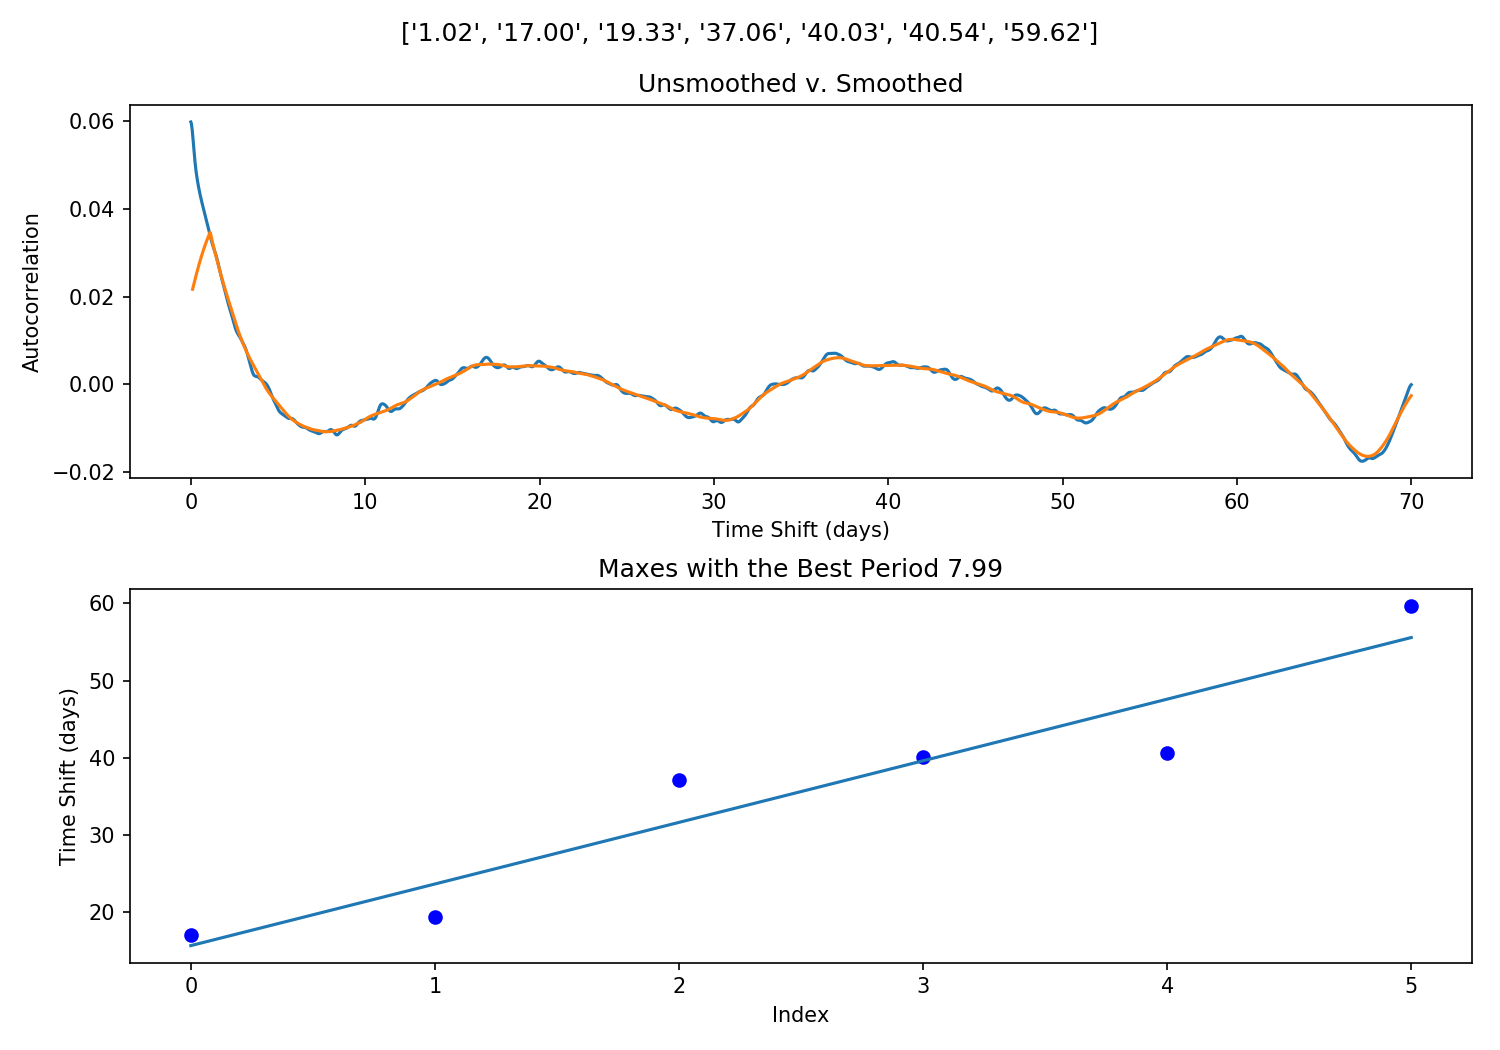 ['1.02', '17.00', '19.33', '37.06', '40.03', '40.54', '59.62']
Unsmoothed v. Smoothed
Autocorrelation
0.06
0.04
0.02
0.00
−0.02
0 10 20 30 40 50 60 70
Time Shift (days)
Maxes with the Best Period 7.99
Time Shift (days)
60
50
40
30
20
0 1 2 3 4 5
Index